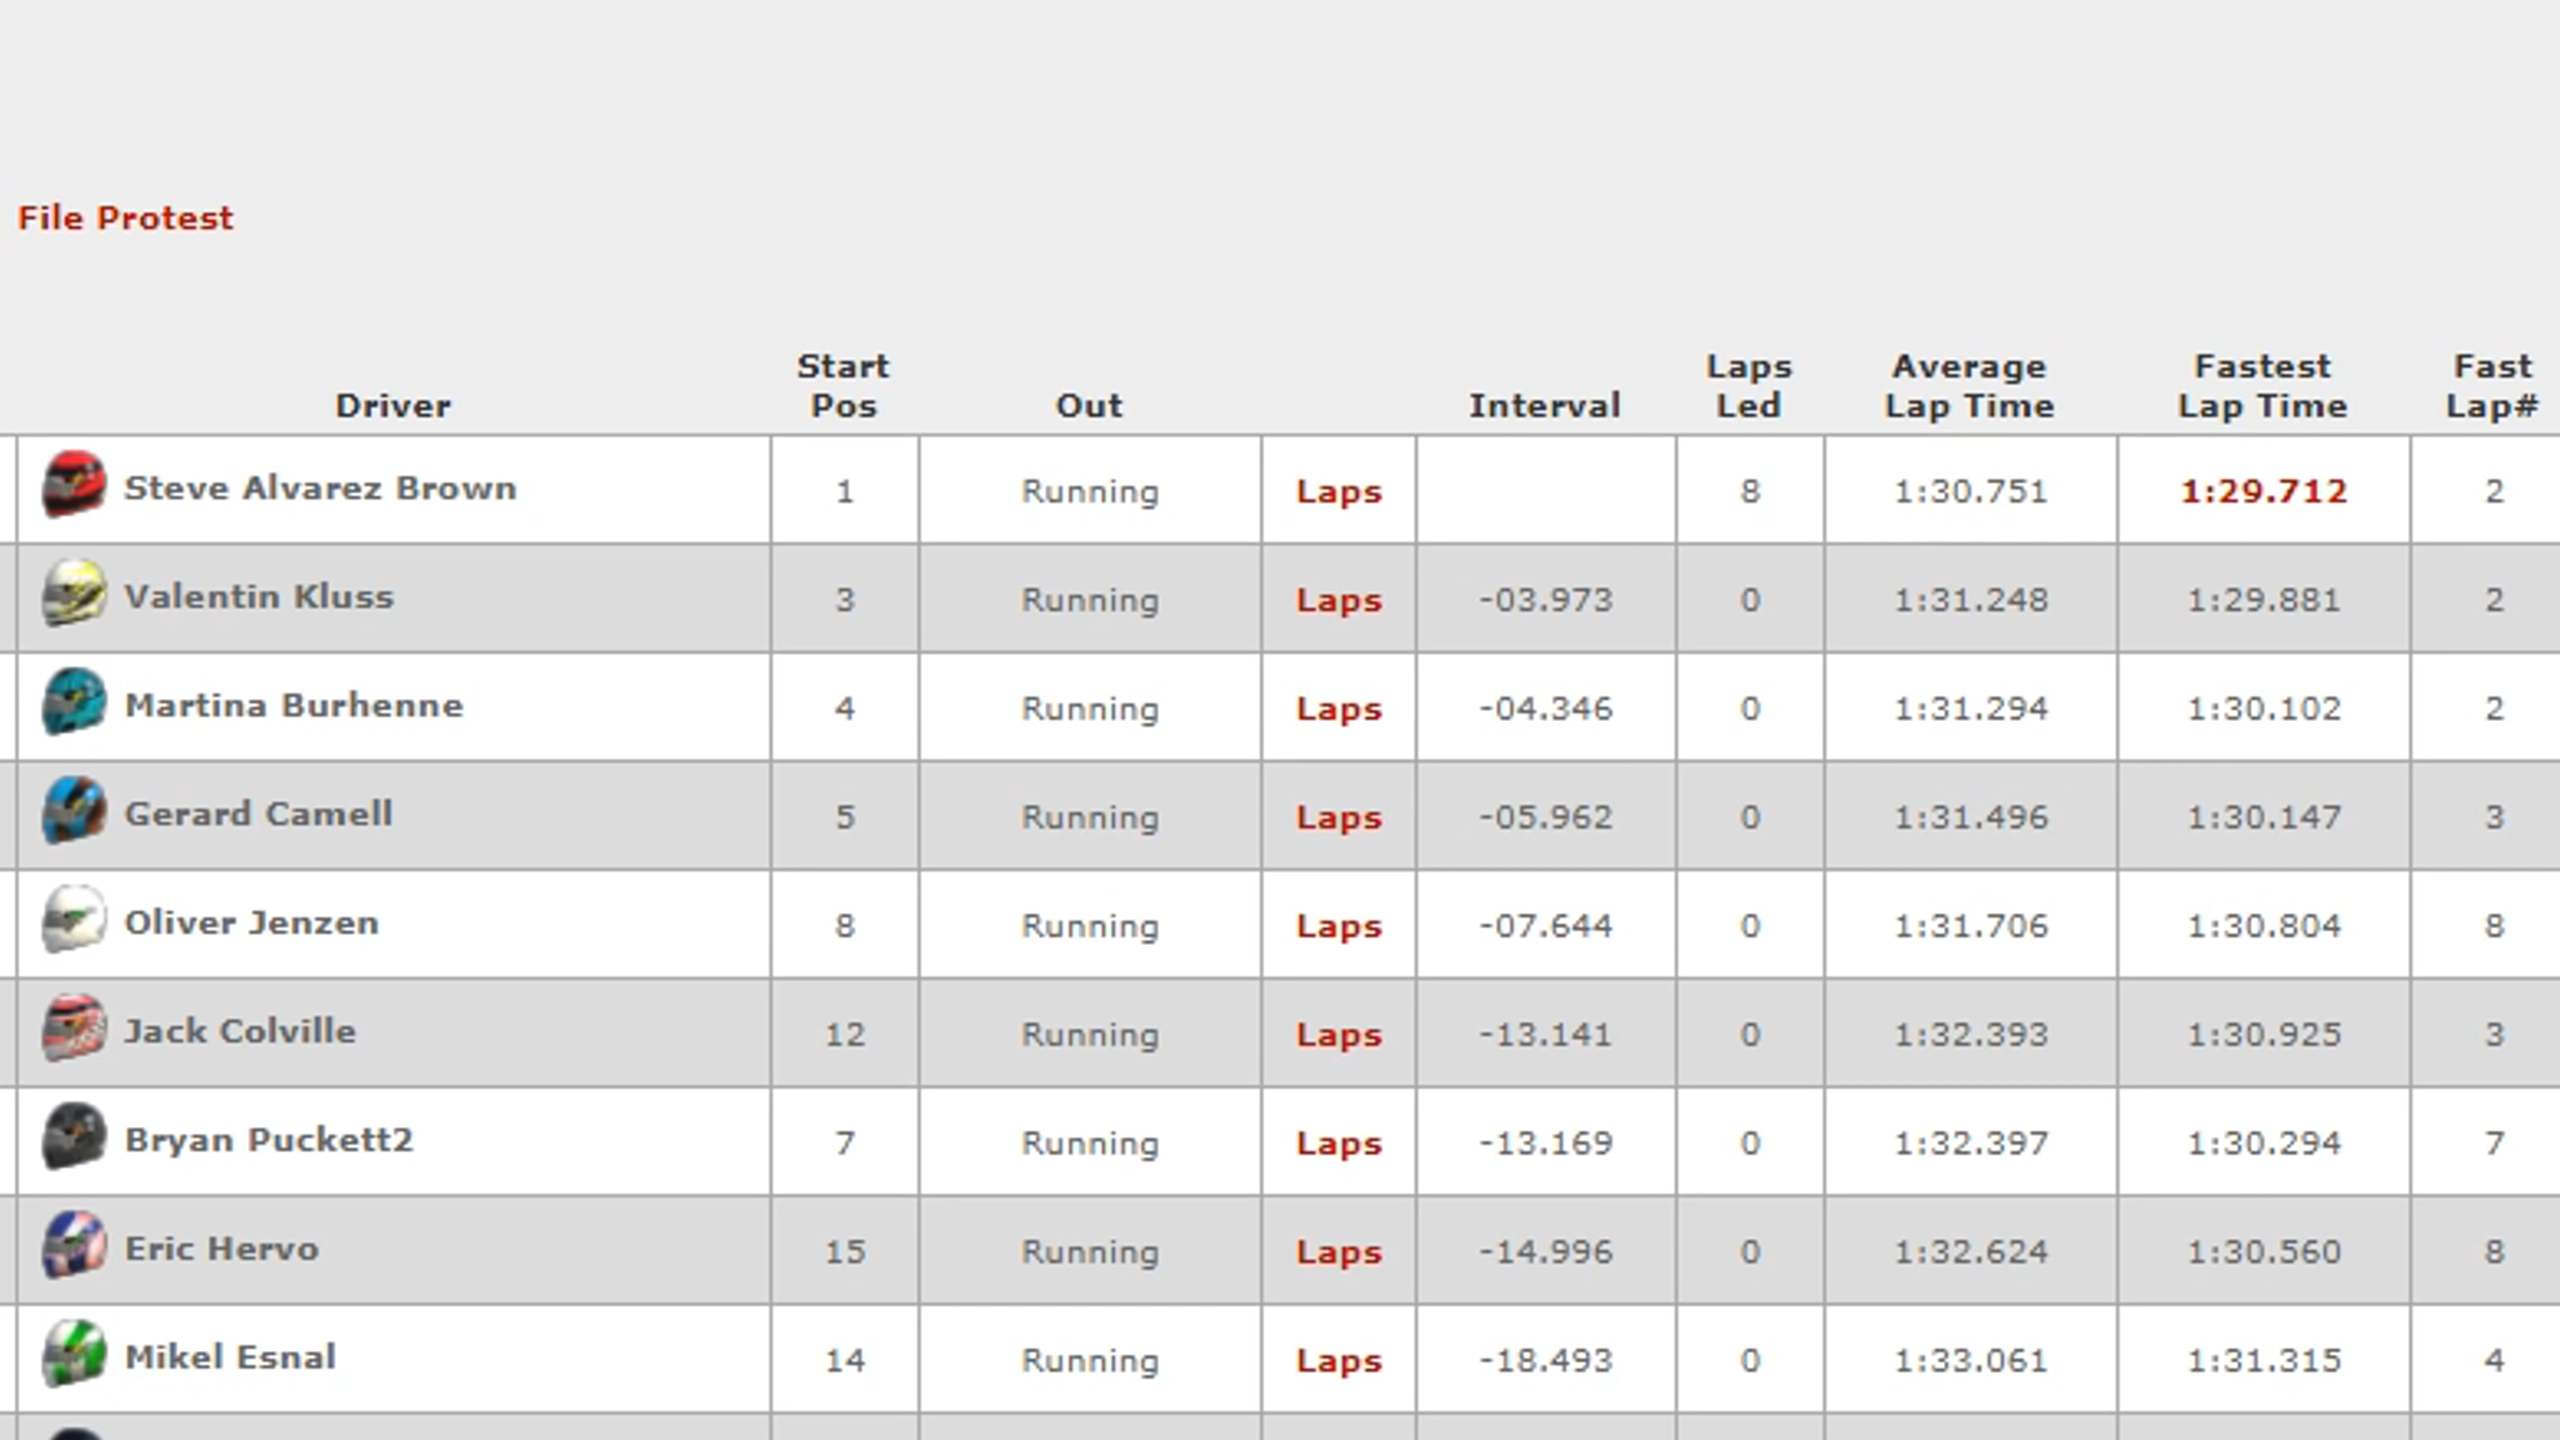 File Protest
Start Laps Average Fastest Fast
Driver Pos Out Interval Led Lap Time Lap Time Lap#
Steve Alvarez Brown 1 Running Laps 8 1:30.751 1:29.712 2
Valentin Kluss 3 Running Laps -03.973 0 1:31.248 1:29.881 2
Martina Burhenne 4 Running Laps -04.346 0 1:31.294 1:30.102 2
Gerard Camell 5 Running Laps -05.962 0 1:31.496 1:30.147 3
Oliver Jenzen 8 Running Laps -07.644 0 1:31.706 1:30.804 8
Jack Colville 12 Running Laps -13.141 0 1:32.393 1:30.925 3
Bryan Puckett2 7 Running Laps -13.169 0 1:32.397 1:30.294 7
Eric Hervo 15 Running Laps -14.996 0 1:32.624 1:30.560 8
Mikel Esnal 14 Running Laps -18.493 0 1:33.061 1:31.315 4